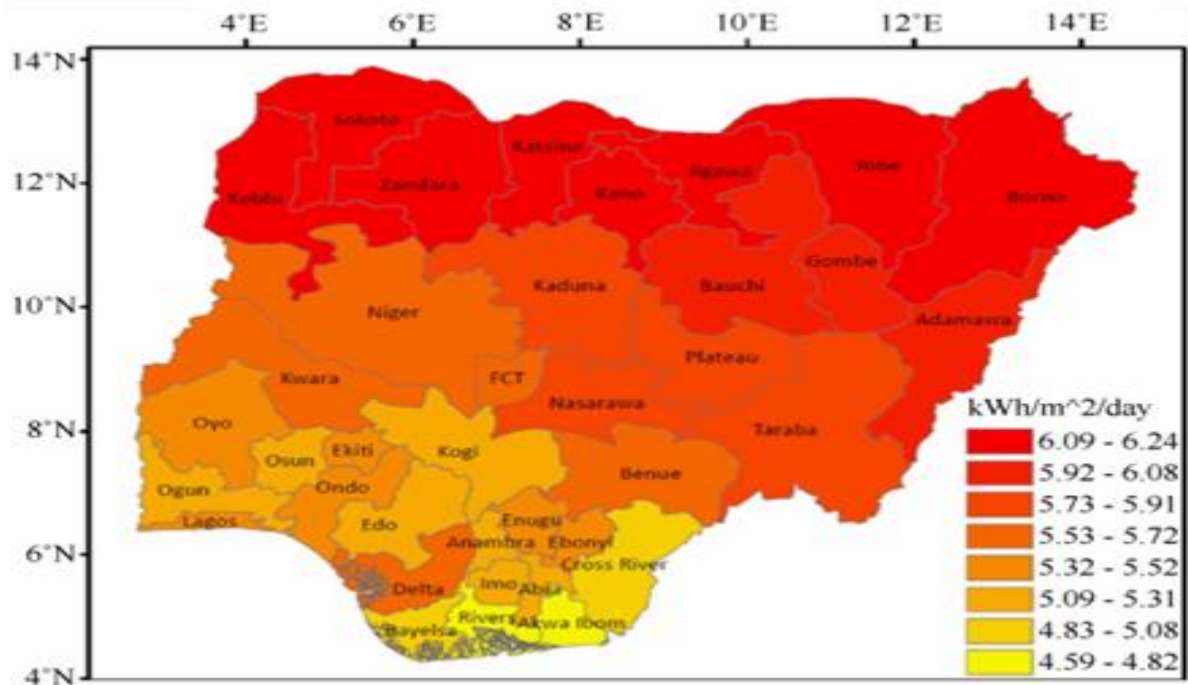 4°E 6°E 8°E 10°E 12°E 14°E
14°N
12°N
10°N
8°N
6°N
4°N
Sokoto
Katsina
Jigawa
Yobe
Kebbi
Zamfara
Kano
Borno
Gombe
Kaduna
Bauchi
Niger
Adamawa
Plateau
Kwara
FCT
Nasarawa
Oyo
Taraba
Osun
Ekiti
Kogi
Benue
Ogun
Ondo
Lagos
Edo
Enugu
Anambra
Ebonyi
Cross River
Delta
Imo
Abia
Rivers
Akwa Ibom
Bayelsa
kWh/m^2/day
6.09 - 6.24
5.92 - 6.08
5.73 - 5.91
5.53 - 5.72
5.32 - 5.52
5.09 - 5.31
4.83 - 5.08
4.59 - 4.82